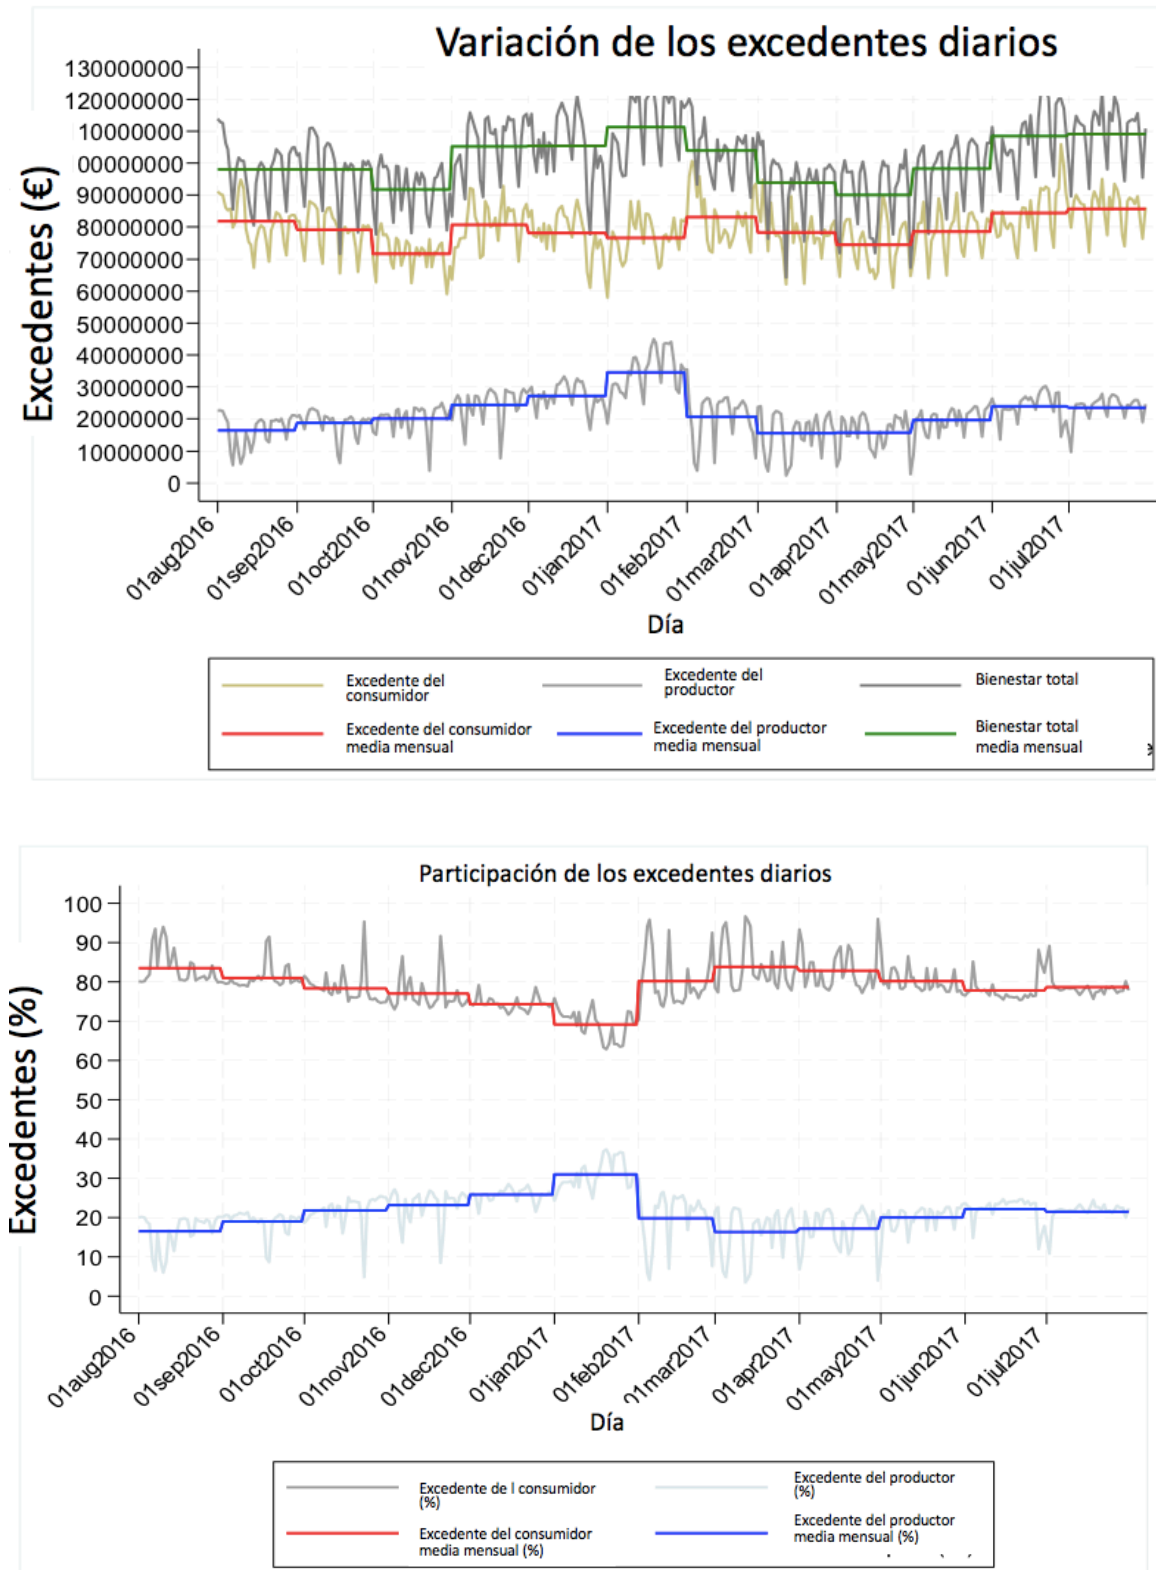 Variación de los excedentes diarios
Excedentes (€)
130000000
120000000
10000000
00000000
90000000
80000000
70000000
60000000
50000000
40000000
30000000
20000000
10000000
0
01aug2016
01sep2016
01oct2016
01nov2016
01dec2016
01jan2017
01feb2017
01mar2017
01apr2017
01may2017
01jun2017
01jul2017
Día
Excedente del
consumidor
Excedente del
productor
Bienestar total
Excedente del consumidor
media mensual
Excedente del productor
media mensual
Bienestar total
media mensual
Participación de los excedentes diarios
Excedentes (%)
100
90
80
70
60
50
40
30
20
10
0
01aug2016
01sep2016
01oct2016
01nov2016
01dec2016
01jan2017
01feb2017
01mar2017
01apr2017
01may2017
01jun2017
01jul2017
Día
Excedente de l consumidor
(%)
Excedente del productor
(%)
Excedente del consumidor
media mensual (%)
Excedente del productor
media mensual (%)